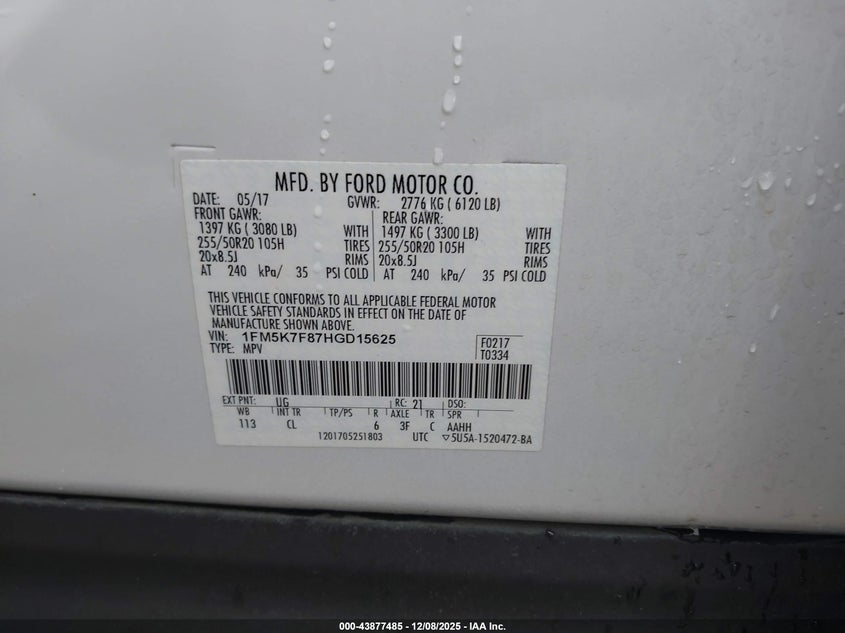 MFD. BY FORD MOTOR CO.
DATE: 05/17 GVWR: 2776 KG ( 6120 LB)
FRONT GAWR: REAR GAWR:
1397 KG ( 3080 LB) WITH 1497 KG ( 3300 LB) WITH
255/50R20 105H TIRES 255/50R20 105H TIRES
20x8.5J RIMS 20x8.5J RIMS
AT 240 kPa/ 35 PSI COLD AT 240 kPa/ 35 PSI COLD
THIS VEHICLE CONFORMS TO ALL APPLICABLE FEDERAL MOTOR
VEHICLE SAFETY STANDARDS IN EFFECT ON THE DATE OF
MANUFACTURE SHOWN ABOVE.
VIN: 1FM5K7F87HGD15625 F0217
TYPE: MPV T0334
EXT PNT: UG RC: 21 DSO:
WB INT TR TP/PS R AXLE TR SPR
113 CL 6 3F C AAHH
1201705251803 UTC ▽5U5A-1520472-BA
000-43877485 - 12/08/2025 - IAA Inc.